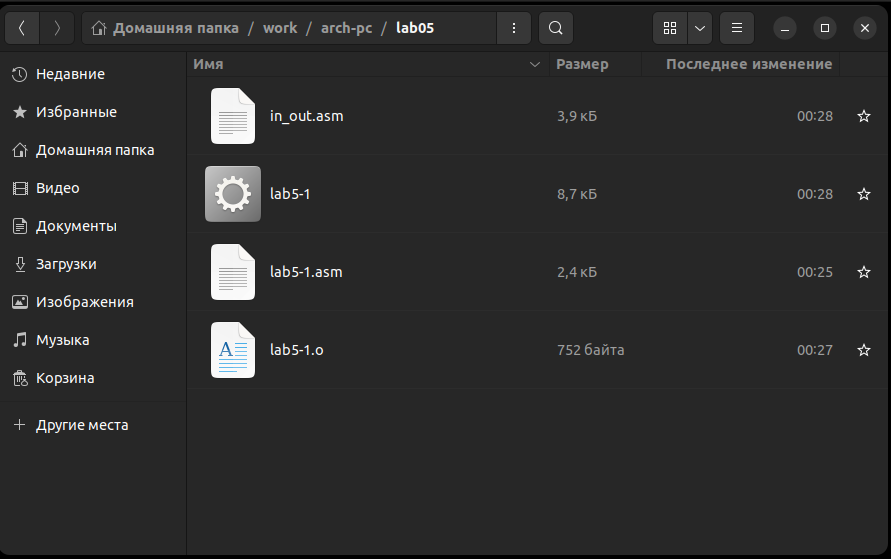 Домашняя папка / work / arch-pc / lab05
Недавние
Избранные
Домашняя папка
Видео
Документы
Загрузки
Изображения
Музыка
Корзина
Другие места
Имя Размер Последнее изменение
in_out.asm 3,9 кБ 00:28
lab5-1 8,7 кБ 00:28
lab5-1.asm 2,4 кБ 00:25
lab5-1.o 752 байта 00:27